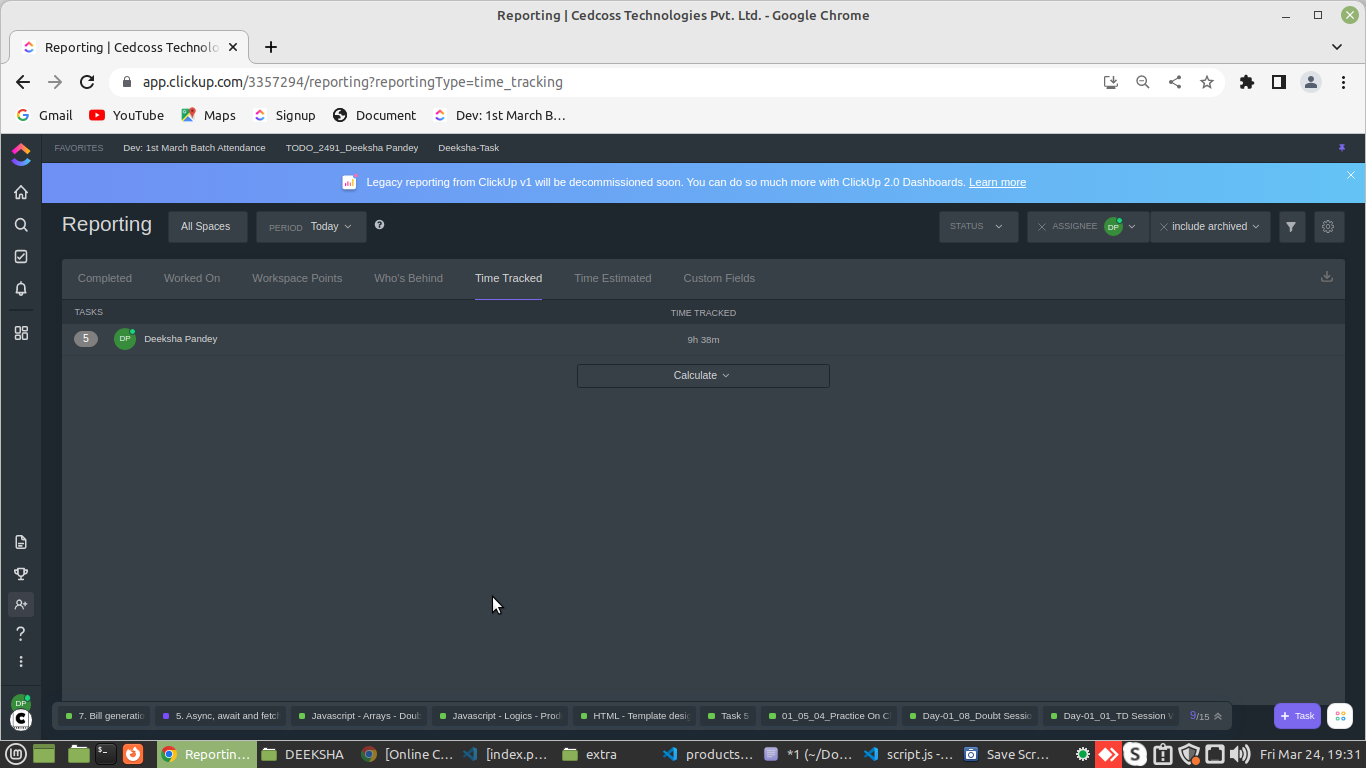 Reporting | Cedcoss Technologies Pvt. Ltd. - Google Chrome
Reporting | Cedcoss Technolo
app.clickup.com/3357294/reporting?reportingType=time_tracking
Gmail YouTube Maps Signup Document Dev: 1st March B...
FAVORITES Dev: 1st March Batch Attendance TODO_2491_Deeksha Pandey Deeksha-Task
Legacy reporting from ClickUp v1 will be decommissioned soon. You can do so much more with ClickUp 2.0 Dashboards. Learn more
Reporting All Spaces PERIOD Today ? STATUS ASSIGNEE DP include archived
Completed Worked On Workspace Points Who's Behind Time Tracked Time Estimated Custom Fields
TASKS TIME TRACKED
5 DP Deeksha Pandey 9h 38m
Calculate
?
DP
C
7. Bill generatio 5. Async, await and fetcl Javascript - Arrays - Doul Javascript - Logics - Prod HTML - Template desig Task 5 01_05_04_Practice On C Day-01_08_Doubt Sessio Day-01_01_TD Session V 9/15 + Task
Reportin... DEEKSHA [Online C... [index.p... extra products... *1 (~/Do... script.js -... Save Scr... S Fri Mar 24, 19:31